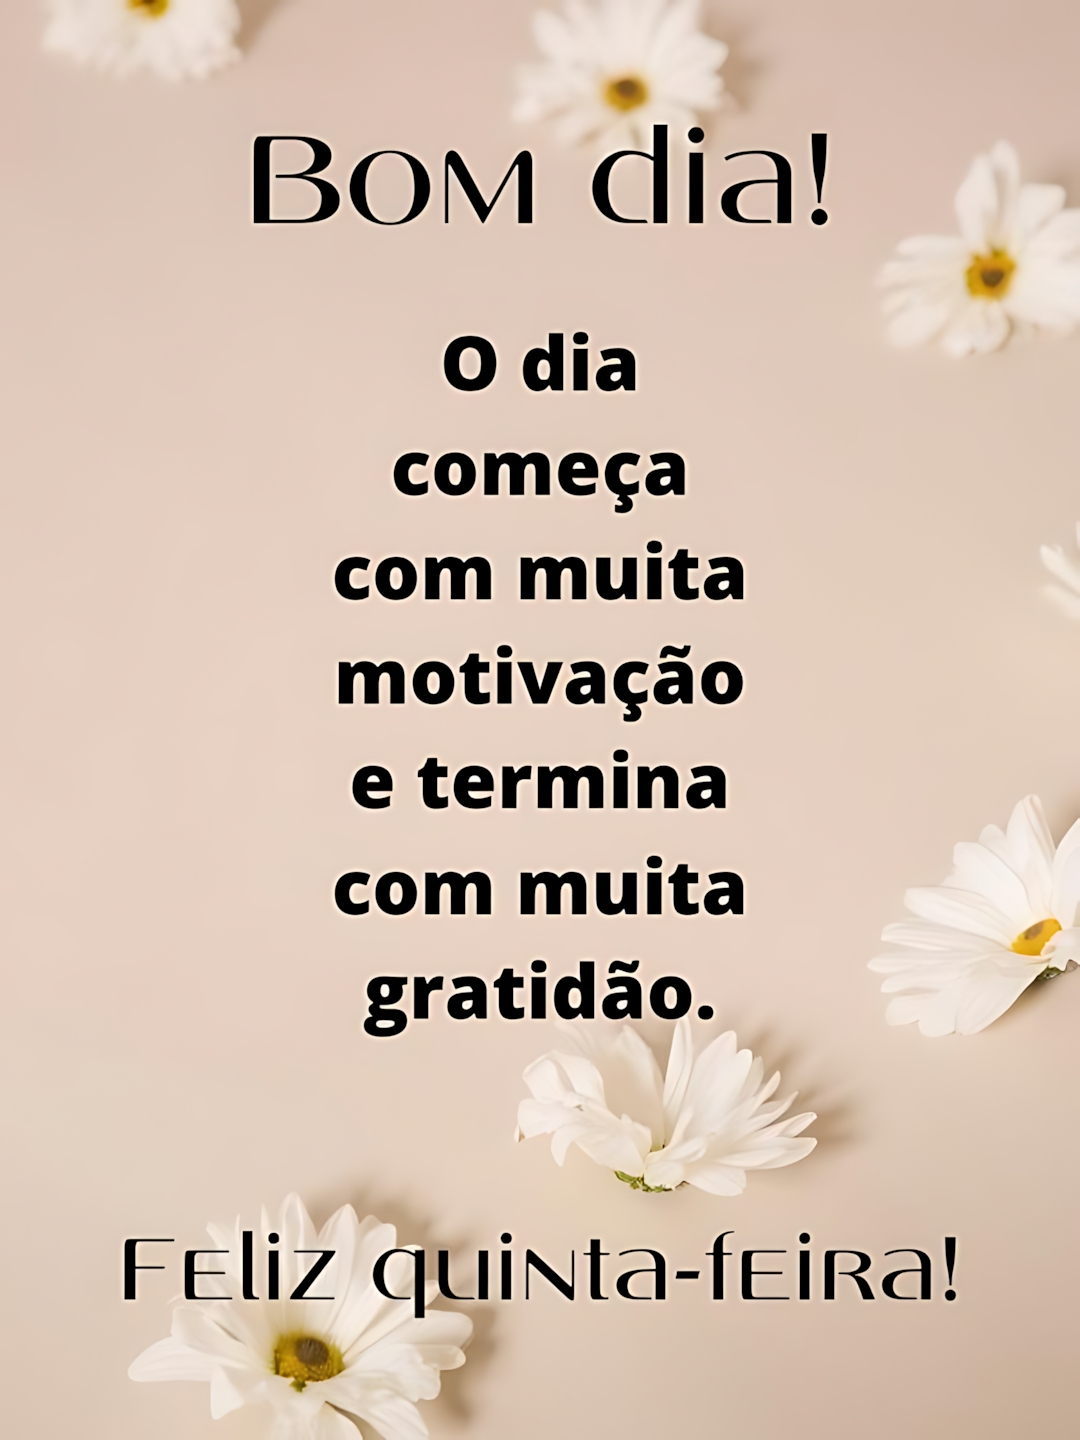 Bom dia!
O dia
começa
com muita
motivação
e termina
com muita
gratidão.
Feliz quinta-feira!